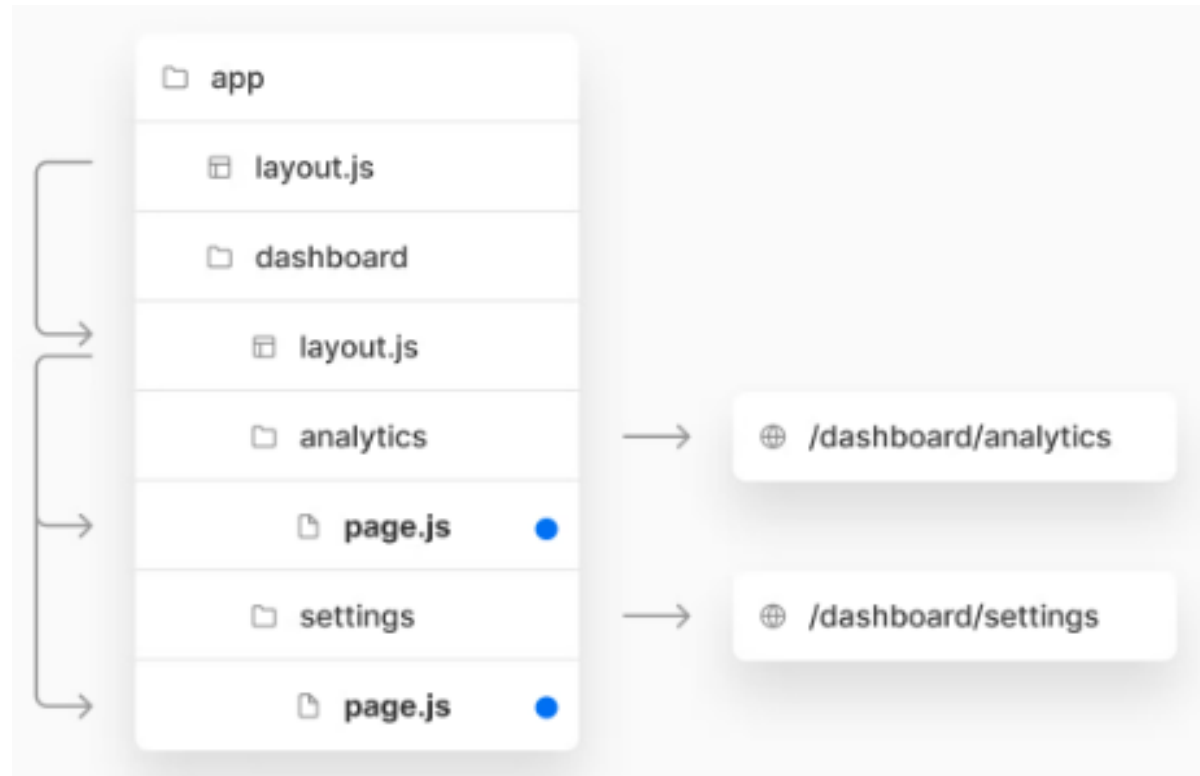 app
layout.js
dashboard
layout.js
analytics
/dashboard/analytics
page.js
settings
/dashboard/settings
page.js